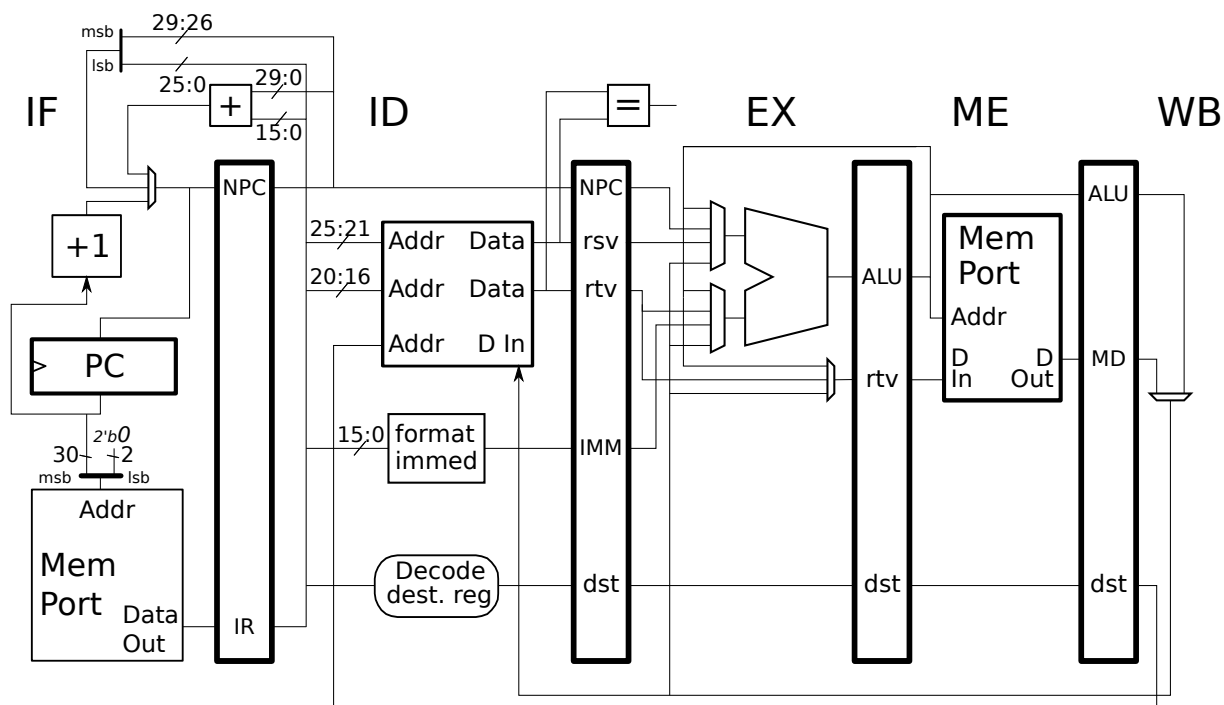 29:26
msb
lsb
25:0
29:0
+
15:0
=
IF
ID
EX
ME
WB
NPC
NPC
ALU
+1
25:21
Addr
Data
rsv
20:16
Addr
Data
rtv
Addr
D In
ALU
Mem
Port
Addr
D
In
D
Out
MD
PC
rtv
2'b0
30
2
msb
lsb
15:0
format
immed
IMM
Addr
Mem
Port
Data
Out
IR
Decode
dest. reg
dst
dst
dst